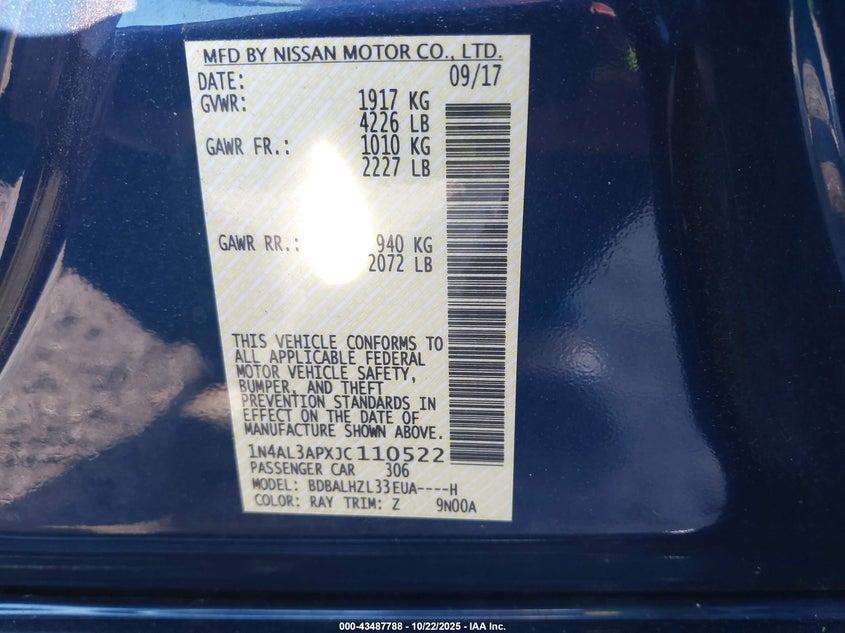 MFD BY NISSAN MOTOR CO., LTD.
DATE: 09/17
GVWR: 1917 KG
4226 LB
GAWR FR.: 1010 KG
2227 LB
GAWR RR.: 940 KG
2072 LB
THIS VEHICLE CONFORMS TO
ALL APPLICABLE FEDERAL
MOTOR VEHICLE SAFETY,
BUMPER, AND THEFT
PREVENTION STANDARDS IN
EFFECT ON THE DATE OF
MANUFACTURE SHOWN ABOVE.
1N4AL3APXJC110522
PASSENGER CAR 306
MODEL: BDBALHZL33EUA----H
COLOR: RAY TRIM: Z 9N00A
000-43487788 - 10/22/2025 - IAA Inc.